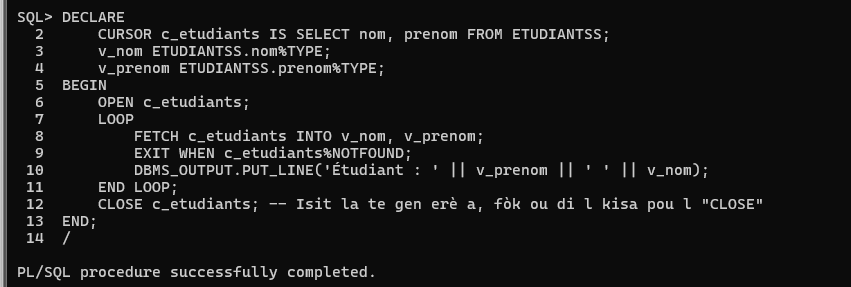 SQL> DECLARE
  2      CURSOR c_etudiants IS SELECT nom, prenom FROM ETUDIANTSS;
  3      v_nom ETUDIANTSS.nom%TYPE;
  4      v_prenom ETUDIANTSS.prenom%TYPE;
  5  BEGIN
  6      OPEN c_etudiants;
  7      LOOP
  8          FETCH c_etudiants INTO v_nom, v_prenom;
  9          EXIT WHEN c_etudiants%NOTFOUND;
 10          DBMS_OUTPUT.PUT_LINE('Étudiant : ' || v_prenom || ' ' || v_nom);
 11      END LOOP;
 12      CLOSE c_etudiants; -- Isit la te gen erè a, fòk ou di l kisa pou l "CLOSE"
 13  END;
 14  /
PL/SQL procedure successfully completed.